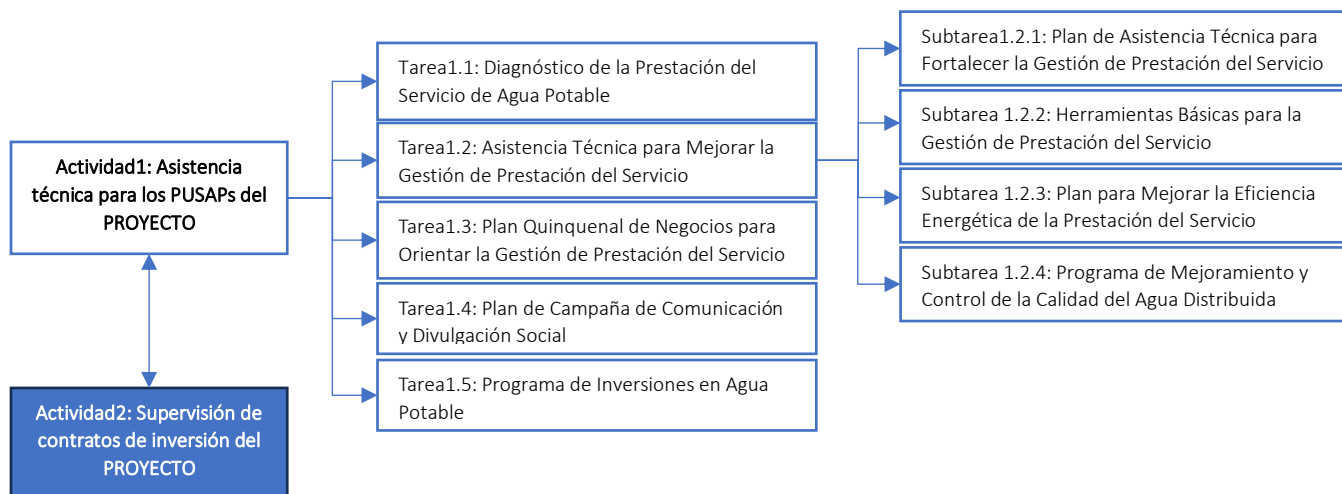 Actividad1: Asistencia
técnica para los PUSAPs del
PROYECTO
Actividad2: Supervisión de
contratos de inversión del
PROYECTO
Tarea1.1: Diagnóstico de la Prestación del
Servicio de Agua Potable
Tarea1.2: Asistencia Técnica para Mejorar la
Gestión de Prestación del Servicio
Tarea1.3: Plan Quinquenal de Negocios para
Orientar la Gestión de Prestación del Servicio
Tarea1.4: Plan de Campaña de Comunicación
y Divulgación Social
Tarea1.5: Programa de Inversiones en Agua
Potable
Subtarea1.2.1: Plan de Asistencia Técnica para
Fortalecer la Gestión de Prestación del Servicio
Subtarea 1.2.2: Herramientas Básicas para la
Gestión de Prestación del Servicio
Subtarea 1.2.3: Plan para Mejorar la Eficiencia
Energética de la Prestación del Servicio
Subtarea 1.2.4: Programa de Mejoramiento y
Control de la Calidad del Agua Distribuida